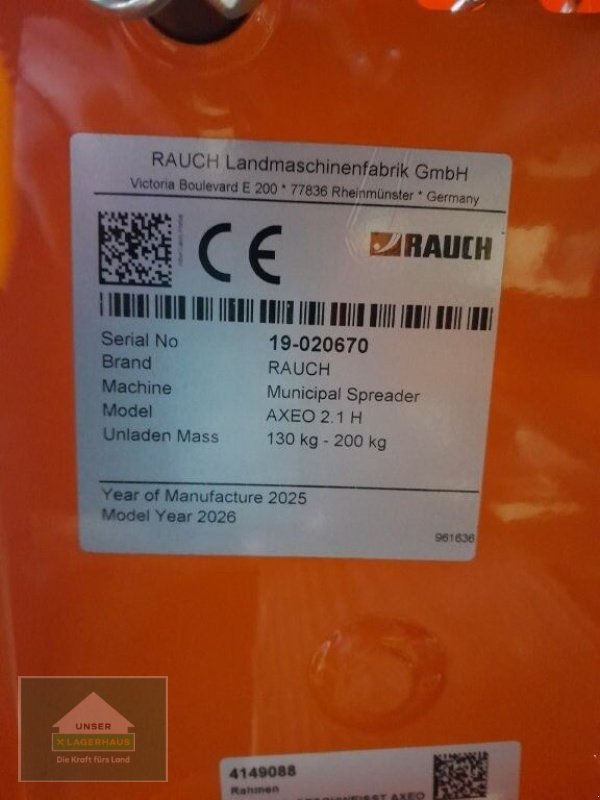 RAUCH Landmaschinenfabrik GmbH
Victoria Boulevard E 200 * 77836 Rheinmünster * Germany
CE
RAUCH
Serial No 19-020670
Brand RAUCH
Machine Municipal Spreader
Model AXEO 2.1 H
Unladen Mass 130 kg - 200 kg
Year of Manufacture 2025
Model Year 2026
961636
UNSER
X LAGERHAUS
Die Kraft fürs Land
4149088
Rahmen
AXEO